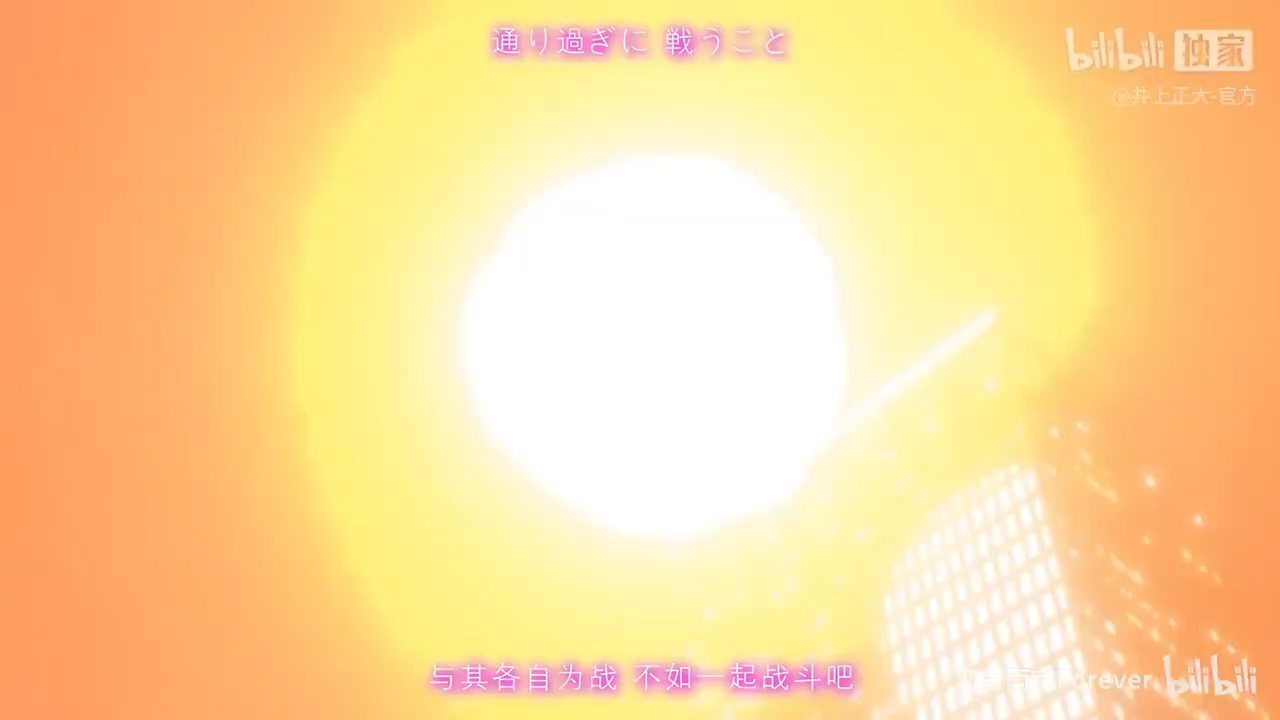 通り過ぎに 戦うこと
bilibili 独家
@井上正大-官方
与其各自为战 不如一起战斗吧
Forever bilibili